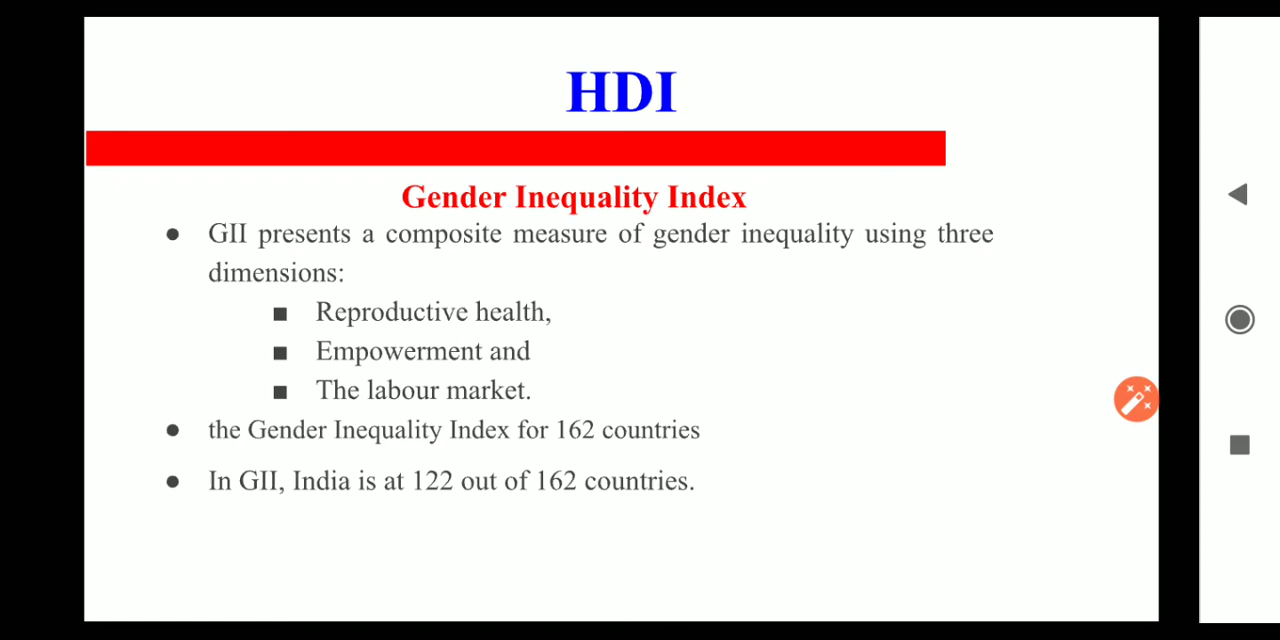 HDI
Gender Inequality Index
● GII presents a composite measure of gender inequality using three
dimensions:
■ Reproductive health,
■ Empowerment and
■ The labour market.
● the Gender Inequality Index for 162 countries
● In GII, India is at 122 out of 162 countries.